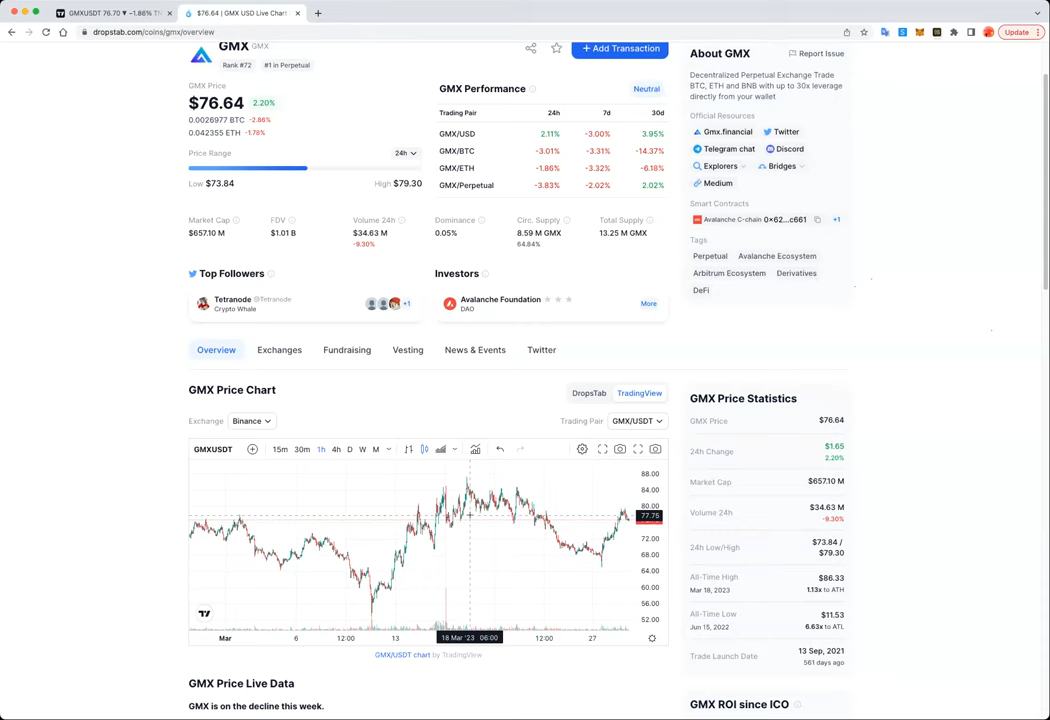 GMXUSDT 76.70 ▼ −1.86% TN
$76.64 | GMX USD Live Chart
dropstab.com/coins/gmx/overview
Update
GMX GMX
Rank #72
#1 in Perpetual
+ Add Transaction
GMX Price
$76.64 2.20%
0.0026977 BTC -2.86%
0.042355 ETH -1.78%
Price Range 24h
Low $73.84 High $79.30
GMX Performance Neutral
Trading Pair 24h 7d 30d
GMX/USD 2.11% -3.00% 3.95%
GMX/BTC -3.01% -3.31% -14.37%
GMX/ETH -1.86% -3.32% -6.18%
GMX/Perpetual -3.83% -2.02% 2.02%
Market Cap FDV Volume 24h Dominance Circ. Supply Total Supply
$657.10 M $1.01 B $34.63 M 0.05% 8.59 M GMX 13.25 M GMX
-9.30% 64.84%
Top Followers
Tetranode @Tetranode
Crypto Whale
+1
Investors
Avalanche Foundation
DAO
More
About GMX Report Issue
Decentralized Perpetual Exchange Trade
BTC, ETH and BNB with up to 30x leverage
directly from your wallet
Official Resources
Gmx.financial Twitter
Telegram chat Discord
Explorers Bridges
Medium
Smart Contracts
Avalanche C-chain 0x62...c661 +1
Tags
Perpetual Avalanche Ecosystem
Arbitrum Ecosystem Derivatives
DeFi
Overview Exchanges Fundraising Vesting News & Events Twitter
GMX Price Chart
DropsTab TradingView
Exchange Binance
Trading Pair GMX/USDT
GMXUSDT 15m 30m 1h 4h D W M
88.00
84.00
80.00
77.75
72.00
68.00
64.00
60.00
56.00
52.00
Mar 6 12:00 13 18 Mar '23 06:00 12:00 27
GMX/USDT chart by TradingView
GMX Price Statistics
GMX Price $76.64
24h Change $1.65
2.20%
Market Cap $657.10 M
Volume 24h $34.63 M
-9.30%
24h Low/High $73.84 /
$79.30
All-Time High $86.33
Mar 18, 2023 1.13x to ATH
All-Time Low $11.53
Jun 15, 2022 6.63x to ATL
Trade Launch Date 13 Sep, 2021
561 days ago
GMX Price Live Data
GMX is on the decline this week.
GMX ROI since ICO